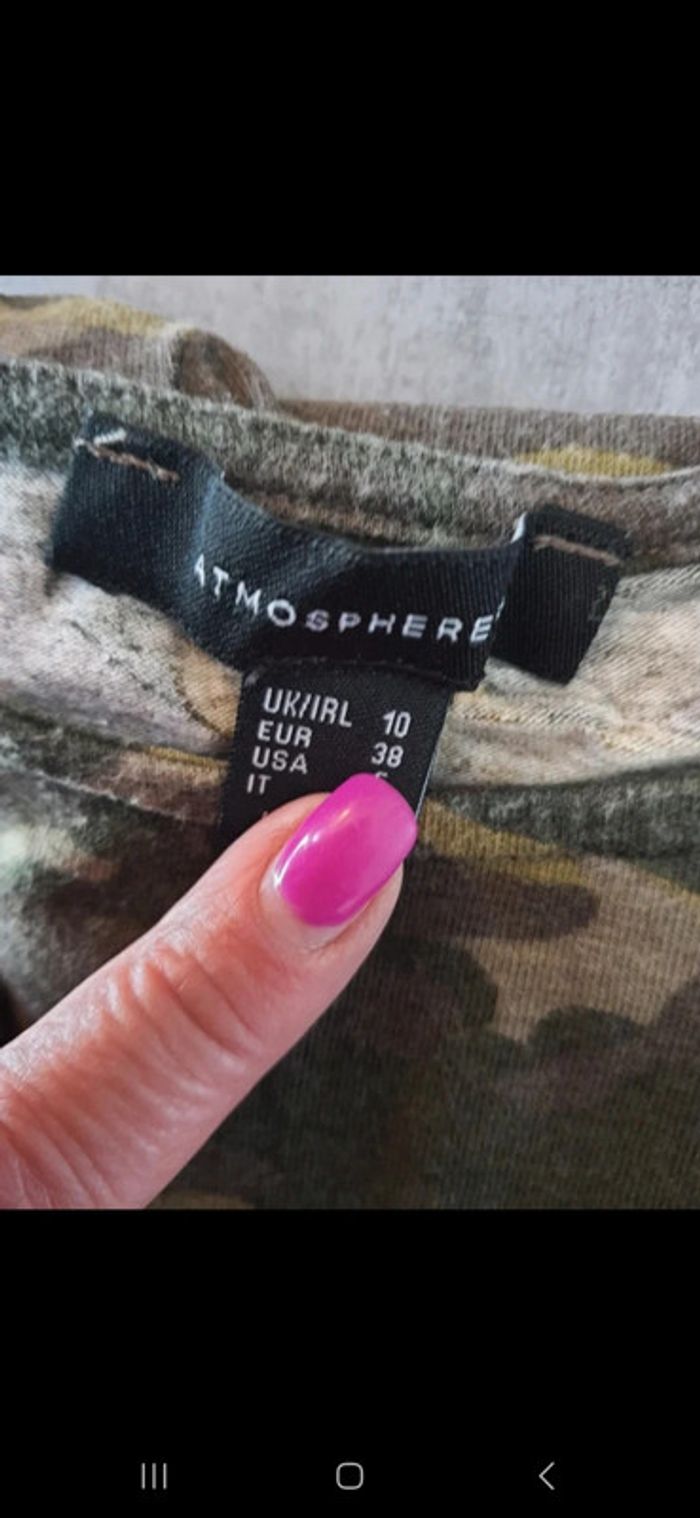 ATMOSPHERE
UK/IRL 10
EUR 38
USA
IT